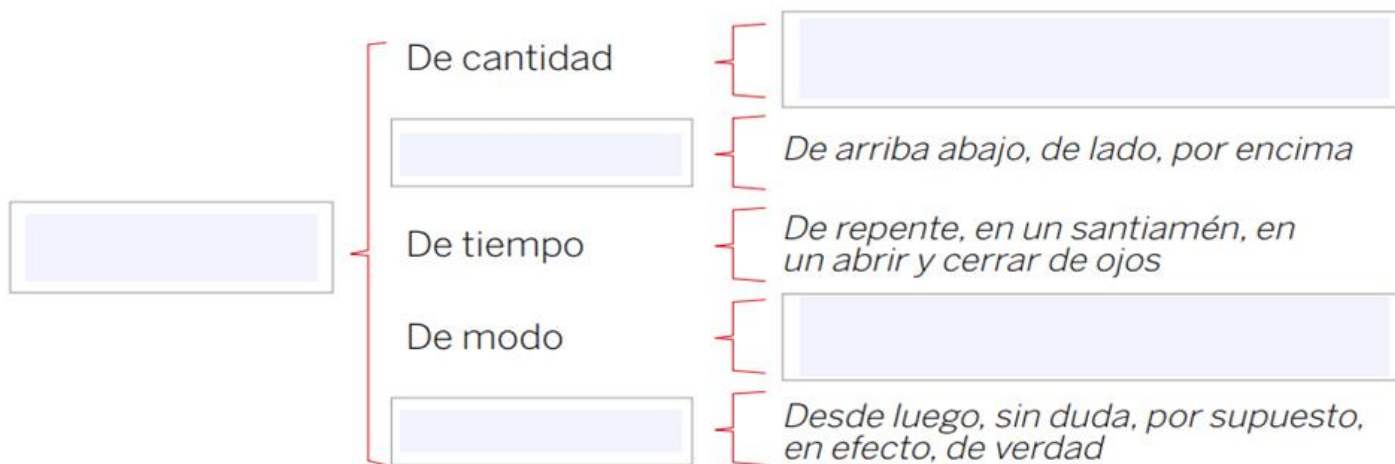 De cantidad
De arriba abajo, de lado, por encima
De tiempo
De repente, en un santiamén, en
un abrir y cerrar de ojos
De modo
Desde luego, sin duda, por supuesto,
en efecto, de verdad